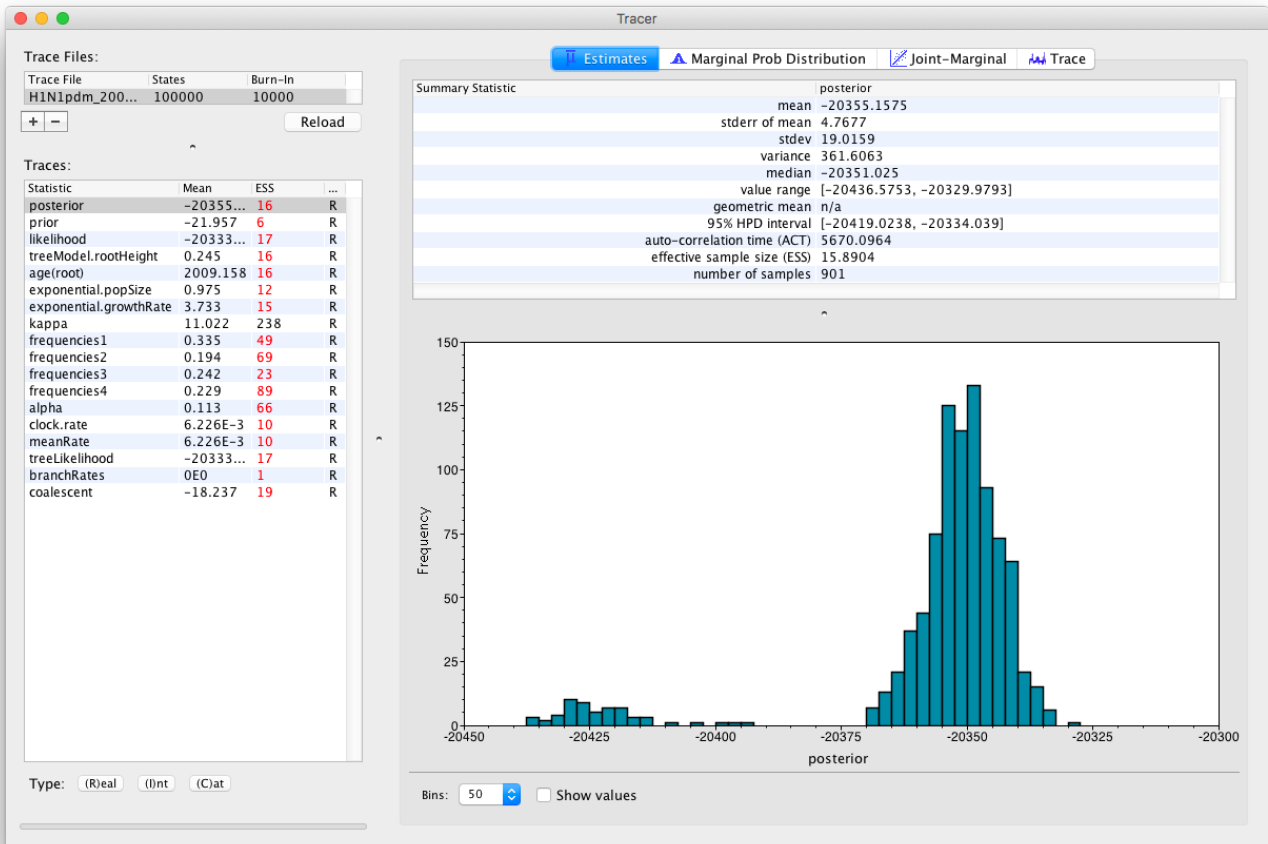 Tracer
Trace Files:
Trace File States Burn-In
H1N1pdm_200... 100000 10000
+ − Reload
Traces:
Statistic Mean ESS ...
posterior −20355... 16 R
prior −21.957 6 R
likelihood −20333... 17 R
treeModel.rootHeight 0.245 16 R
age(root) 2009.158 16 R
exponential.popSize 0.975 12 R
exponential.growthRate 3.733 15 R
kappa 11.022 238 R
frequencies1 0.335 49 R
frequencies2 0.194 69 R
frequencies3 0.242 23 R
frequencies4 0.229 89 R
alpha 0.113 66 R
clock.rate 6.226E−3 10 R
meanRate 6.226E−3 10 R
treeLikelihood −20333... 17 R
branchRates 0E0 1 R
coalescent −18.237 19 R
Type: (R)eal (I)nt (C)at
Estimates Marginal Prob Distribution Joint-Marginal Trace
Summary Statistic posterior
mean −20355.1575
stderr of mean 4.7677
stdev 19.0159
variance 361.6063
median −20351.025
value range [−20436.5753, −20329.9793]
geometric mean n/a
95% HPD interval [−20419.0238, −20334.039]
auto-correlation time (ACT) 5670.0964
effective sample size (ESS) 15.8904
number of samples 901
150
125
100
75
50
25
0
Frequency
-20450 -20425 -20400 -20375 -20350 -20325 -20300
posterior
Bins: 50 Show values